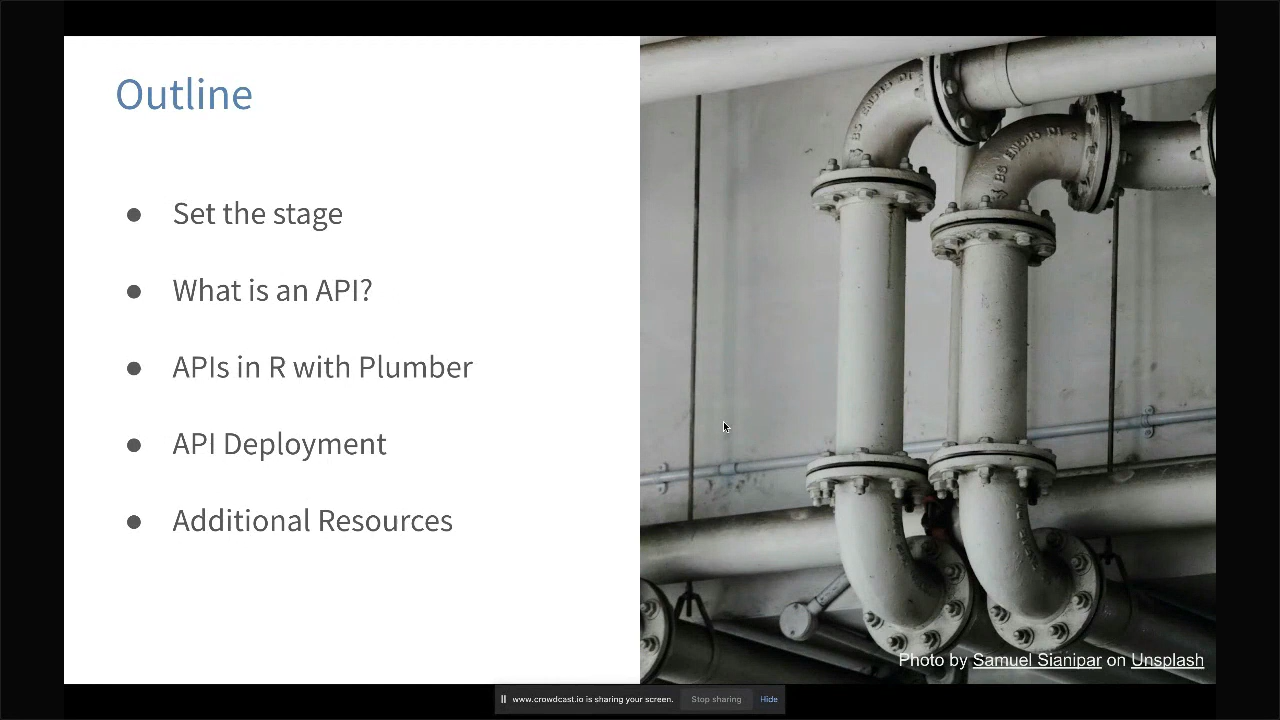 Outline
● Set the stage
● What is an API?
● APIs in R with Plumber
● API Deployment
● Additional Resources
Photo by Samuel Sianipar on Unsplash
www.crowdcast.io is sharing your screen. Stop sharing Hide